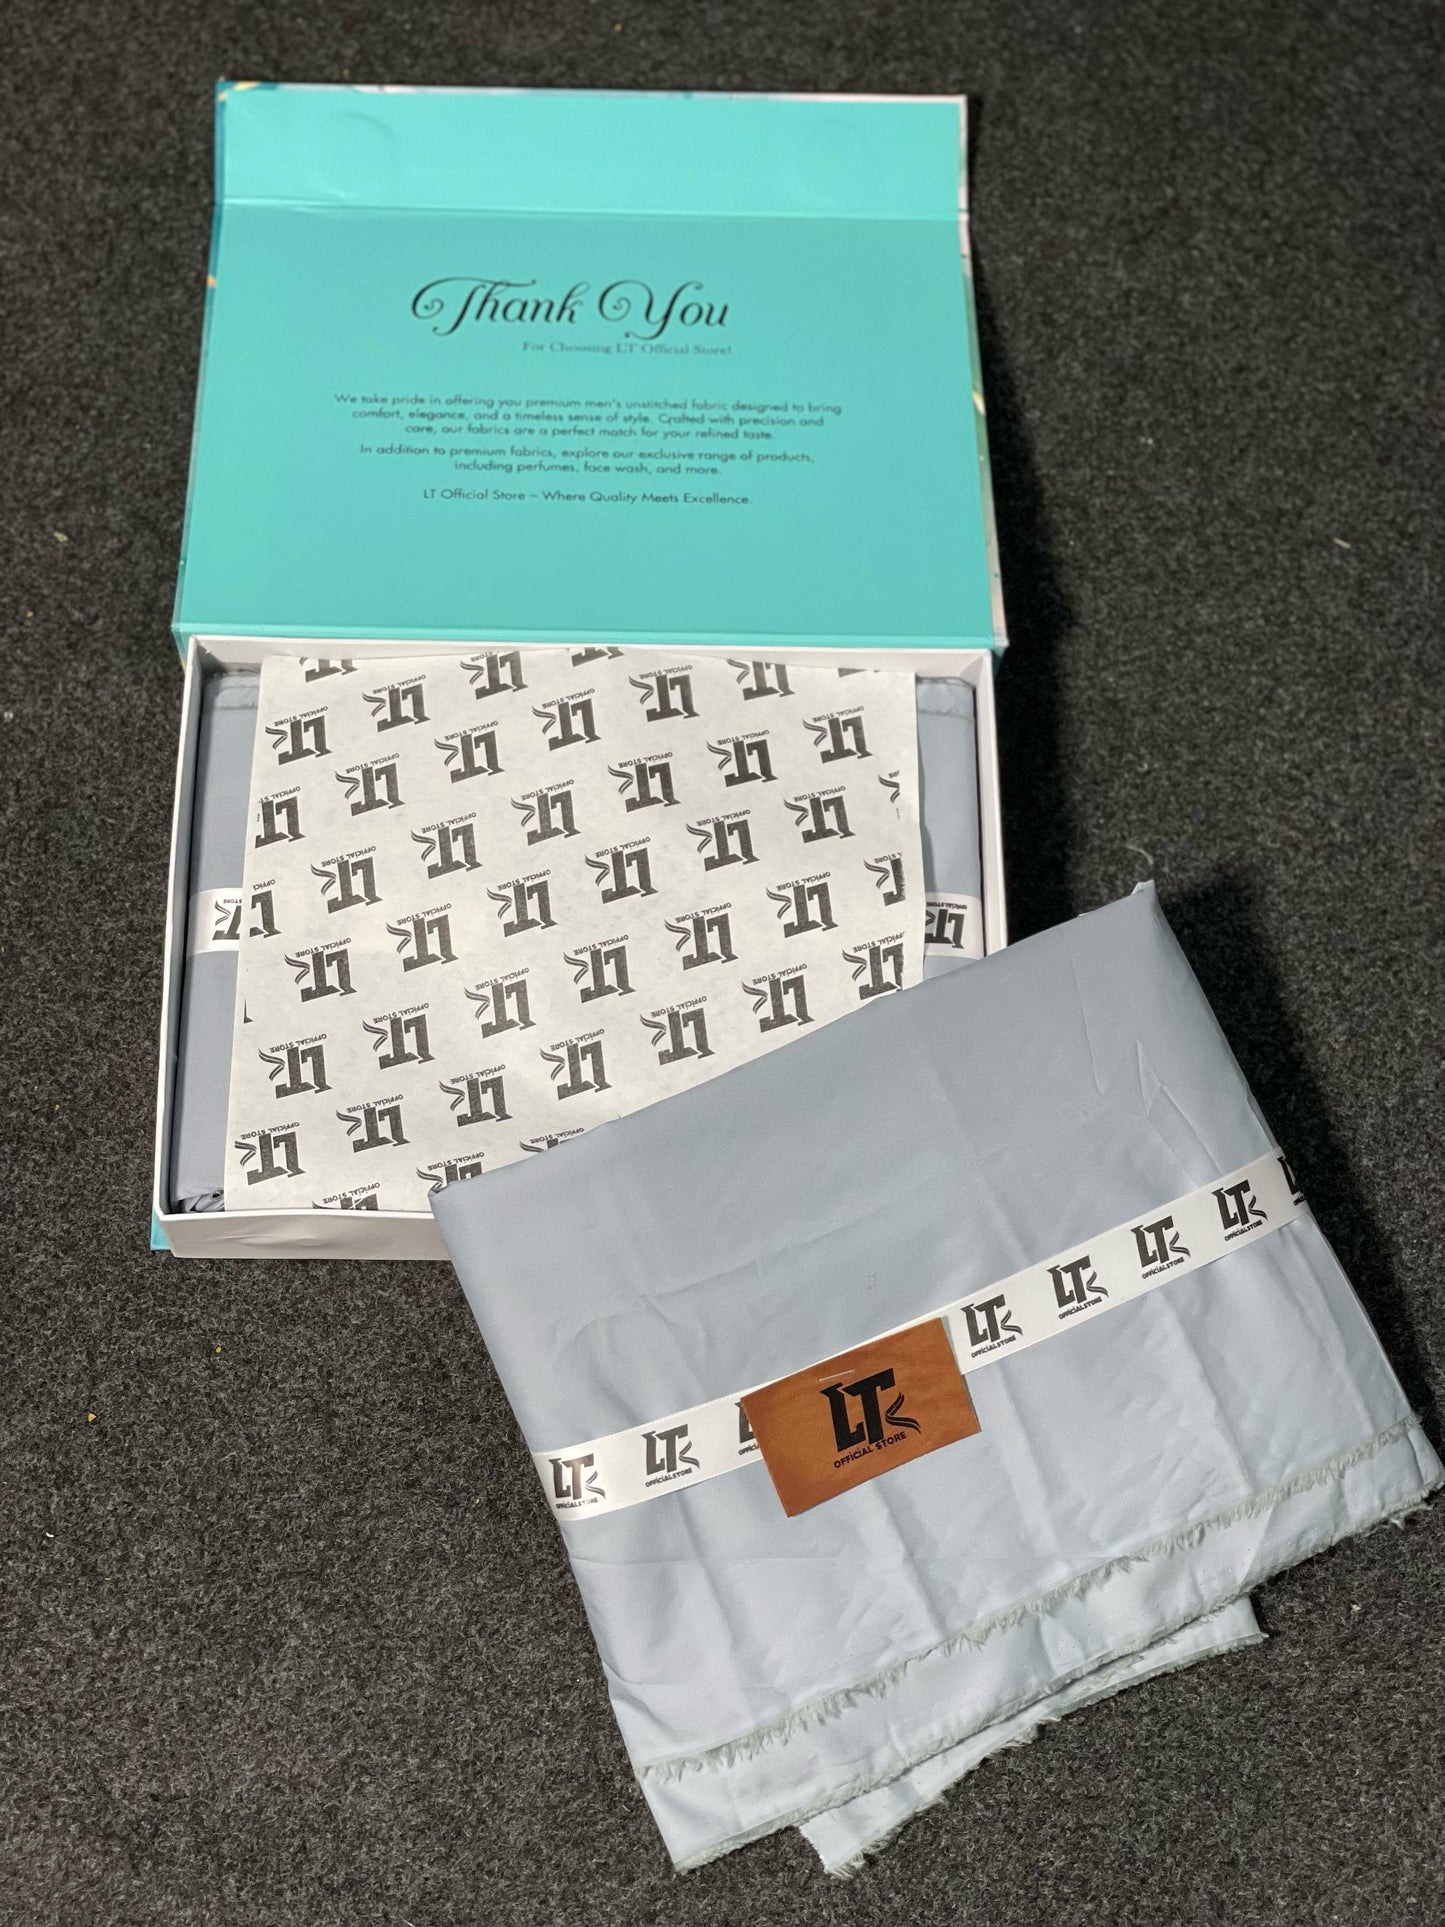 Thank You
For Choosing LT Official Store!
We take pride in offering you premium men's unstitched fabric designed to bring
comfort, elegance, and a timeless sense of style. Crafted with precision and
care, our fabrics are a perfect match for your refined taste.
In addition to premium fabrics, explore our exclusive range of products,
including perfumes, face wash, and more.
LT Official Store – Where Quality Meets Excellence.
LT
OFFICIAL STORE
LT
OFFICIAL STORE
LT
OFFICIAL STORE